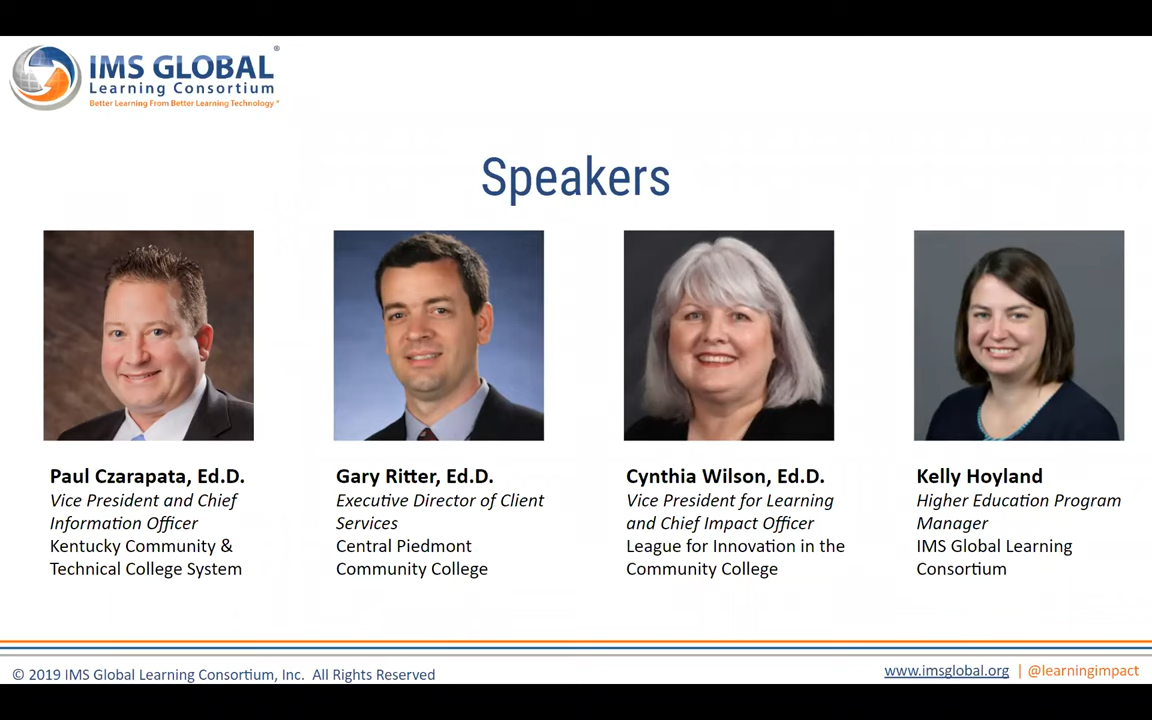 IMS GLOBAL®
Learning Consortium
Better Learning From Better Learning Technology®
Speakers
Paul Czarapata, Ed.D.
Vice President and Chief
Information Officer
Kentucky Community &
Technical College System
Gary Ritter, Ed.D.
Executive Director of Client
Services
Central Piedmont
Community College
Cynthia Wilson, Ed.D.
Vice President for Learning
and Chief Impact Officer
League for Innovation in the
Community College
Kelly Hoyland
Higher Education Program
Manager
IMS Global Learning
Consortium
© 2019 IMS Global Learning Consortium, Inc.  All Rights Reserved
www.imsglobal.org | @learningimpact